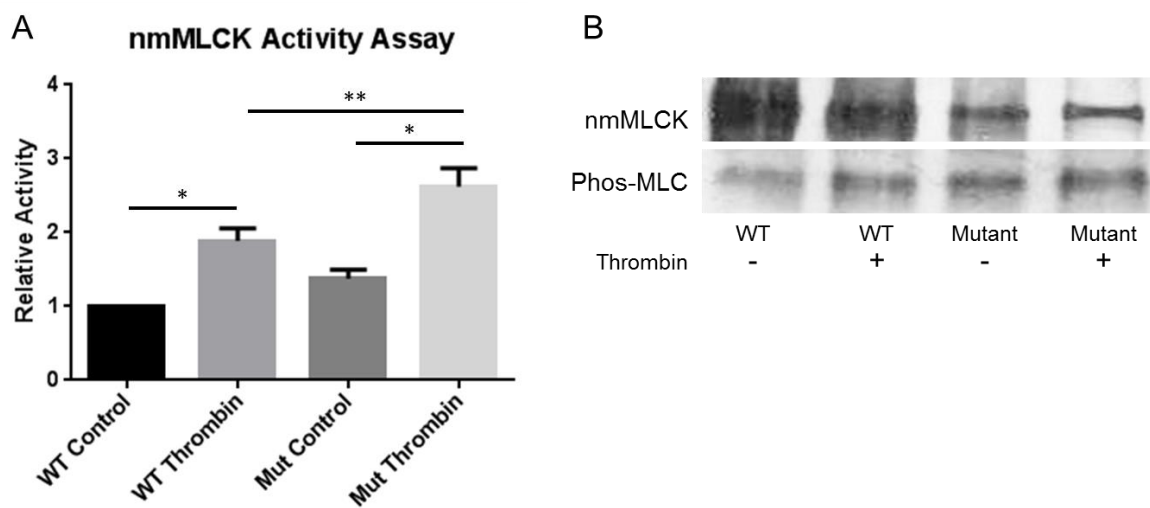 A
nmMLCK Activity Assay
Relative Activity
4
3
2
1
0
*
**
*
WT Control
WT Thrombin
Mut Control
Mut Thrombin
B
nmMLCK
Phos-MLC
WT WT Mutant Mutant
Thrombin - + - +